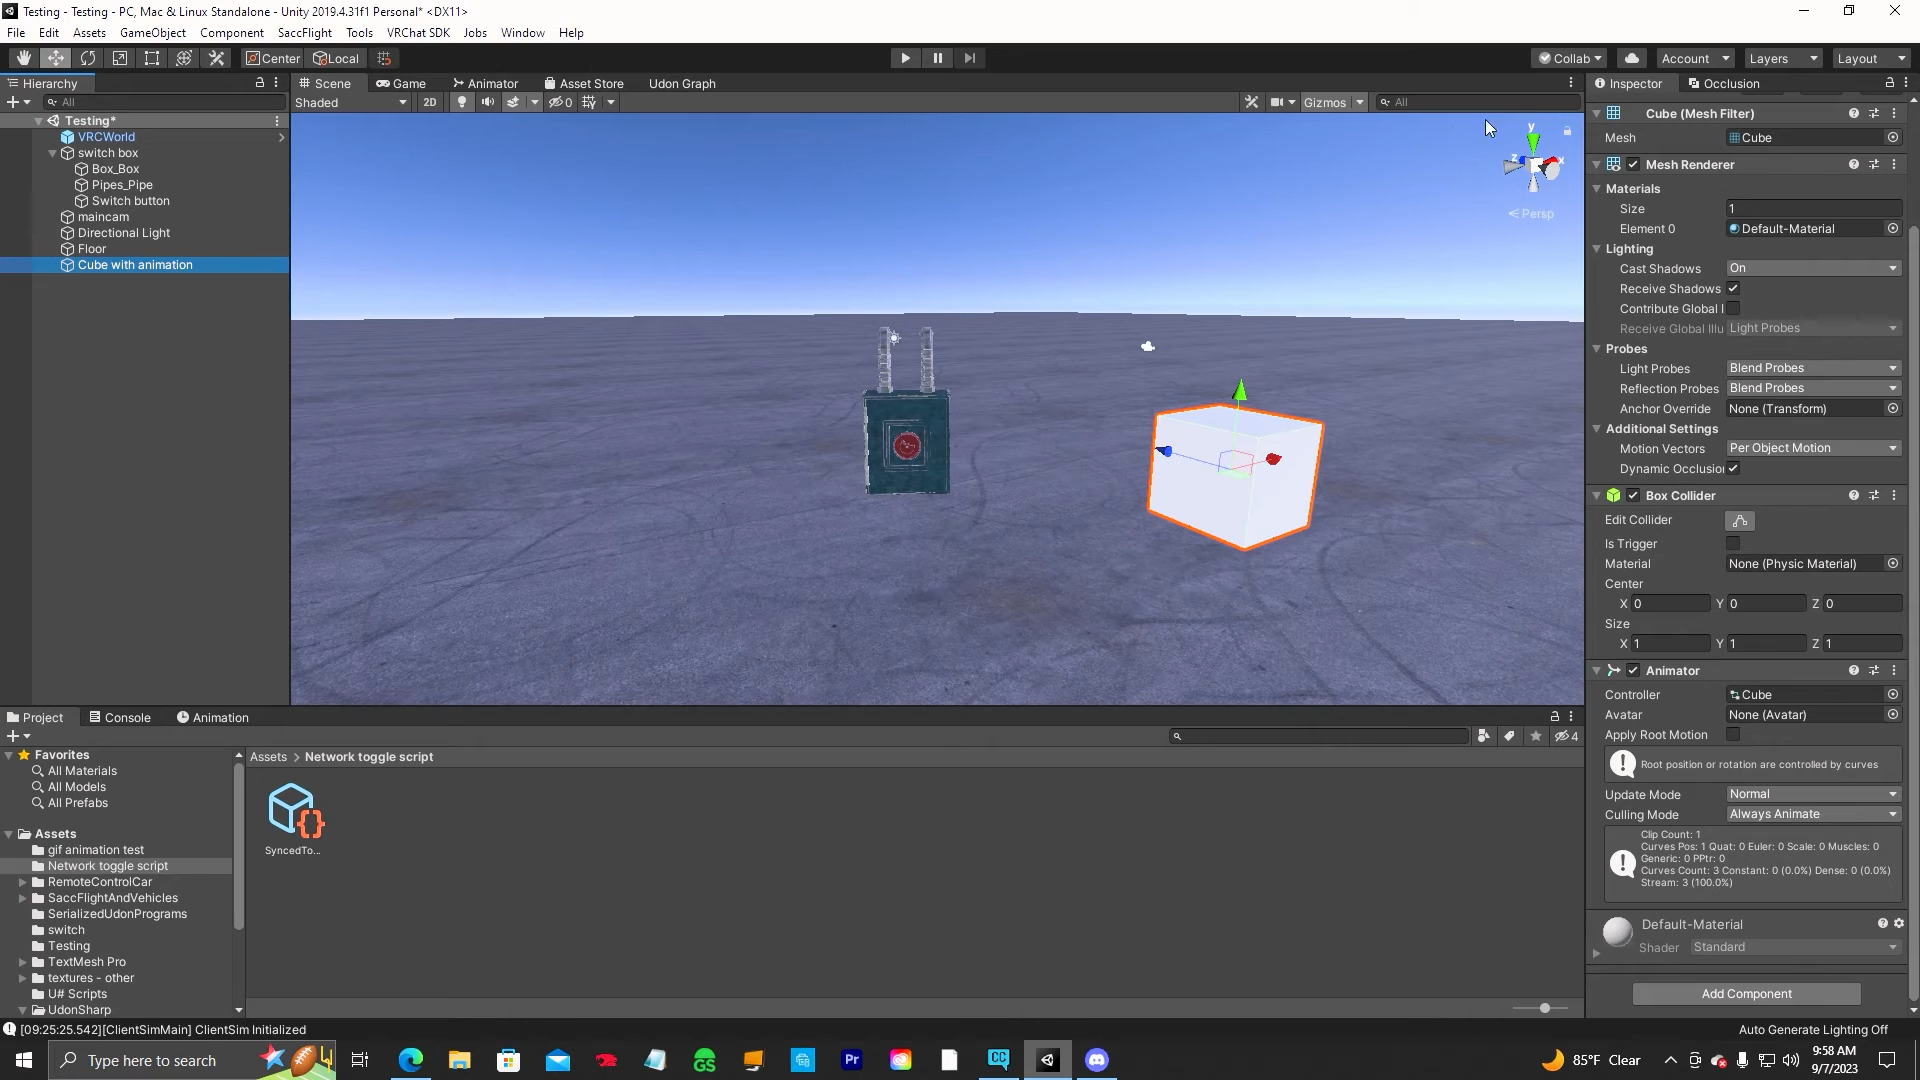 Testing - Testing - PC, Mac & Linux Standalone - Unity 2019.4.31f1 Personal* <DX11>
File Edit Assets GameObject Component SaccFlight Tools VRChat SDK Jobs Window Help
Center Local Collab Account Layers Layout
Hierarchy Scene Game Animator Asset Store Udon Graph Inspector Occlusion
All Shaded 2D 0 Gizmos All
Testing*
VRCWorld
switch box
Box_Box
Pipes_Pipe
Switch button
maincam
Directional Light
Floor
Cube with animation
y
z x
Persp
Cube (Mesh Filter)
Mesh Cube
Mesh Renderer
Materials
Size 1
Element 0 Default-Material
Lighting
Cast Shadows On
Receive Shadows
Contribute Global I
Receive Global Illu Light Probes
Probes
Light Probes Blend Probes
Reflection Probes Blend Probes
Anchor Override None (Transform)
Additional Settings
Motion Vectors Per Object Motion
Dynamic Occlusion
Box Collider
Edit Collider
Is Trigger
Material None (Physic Material)
Center
X 0 Y 0 Z 0
Size
X 1 Y 1 Z 1
Animator
Controller Cube
Avatar None (Avatar)
Apply Root Motion
Root position or rotation are controlled by curves
Update Mode Normal
Culling Mode Always Animate
Clip Count: 1
Curves Pos: 1 Quat: 0 Euler: 0 Scale: 0 Muscles: 0
Generic: 0 PPtr: 0
Curves Count: 3 Constant: 0 (0.0%) Dense: 0 (0.0%)
Stream: 3 (100.0%)
Default-Material
Shader Standard
Add Component
Project Console Animation
4
Favorites
All Materials
All Models
All Prefabs
Assets
gif animation test
Network toggle script
RemoteControlCar
SaccFlightAndVehicles
SerializedUdonPrograms
switch
Testing
TextMesh Pro
textures - other
U# Scripts
UdonSharp
Assets > Network toggle script
SyncedTo...
[09:25:25.542][ClientSimMain] ClientSim Initialized
Auto Generate Lighting Off
Type here to search
GS Pr CC
85°F Clear
9:58 AM
9/7/2023